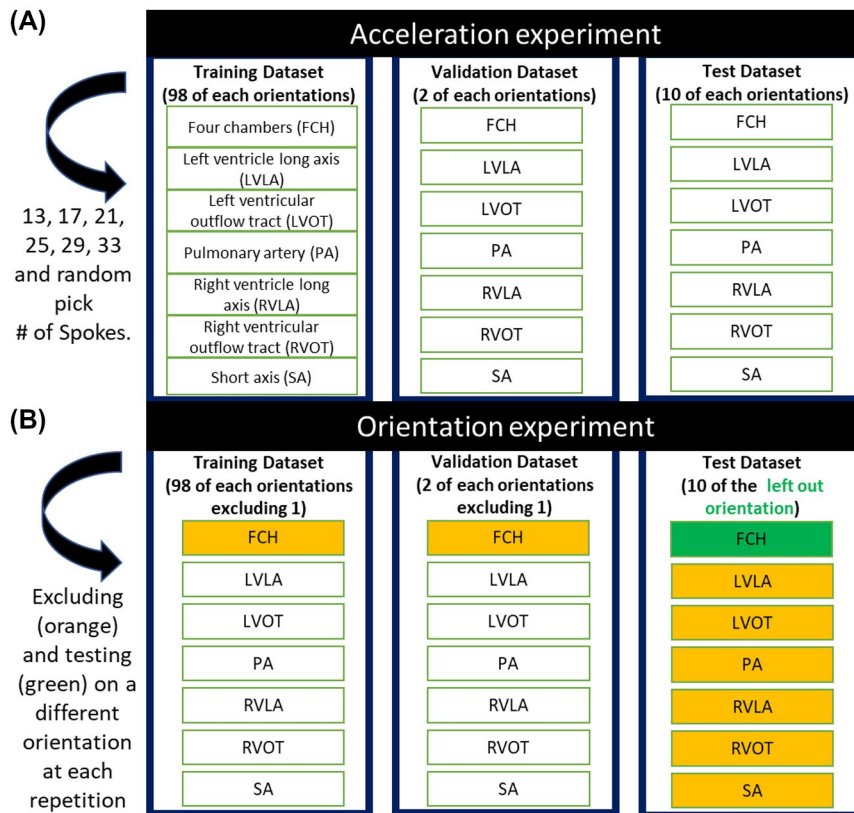 (A)
Acceleration experiment
13, 17, 21,
25, 29, 33
and random
pick
# of Spokes.
Training Dataset
(98 of each orientations)
Four chambers (FCH)
Left ventricle long axis
(LVLA)
Left ventricular
outflow tract (LVOT)
Pulmonary artery (PA)
Right ventricle long
axis (RVLA)
Right ventricular
outflow tract (RVOT)
Short axis (SA)
Validation Dataset
(2 of each orientations)
FCH
LVLA
LVOT
PA
RVLA
RVOT
SA
Test Dataset
(10 of each orientations)
FCH
LVLA
LVOT
PA
RVLA
RVOT
SA
(B)
Orientation experiment
Excluding
(orange)
and testing
(green) on a
different
orientation
at each
repetition
Training Dataset
(98 of each orientations
excluding 1)
FCH
LVLA
LVOT
PA
RVLA
RVOT
SA
Validation Dataset
(2 of each orientations
excluding 1)
FCH
LVLA
LVOT
PA
RVLA
RVOT
SA
Test Dataset
(10 of the left out
orientation)
FCH
LVLA
LVOT
PA
RVLA
RVOT
SA